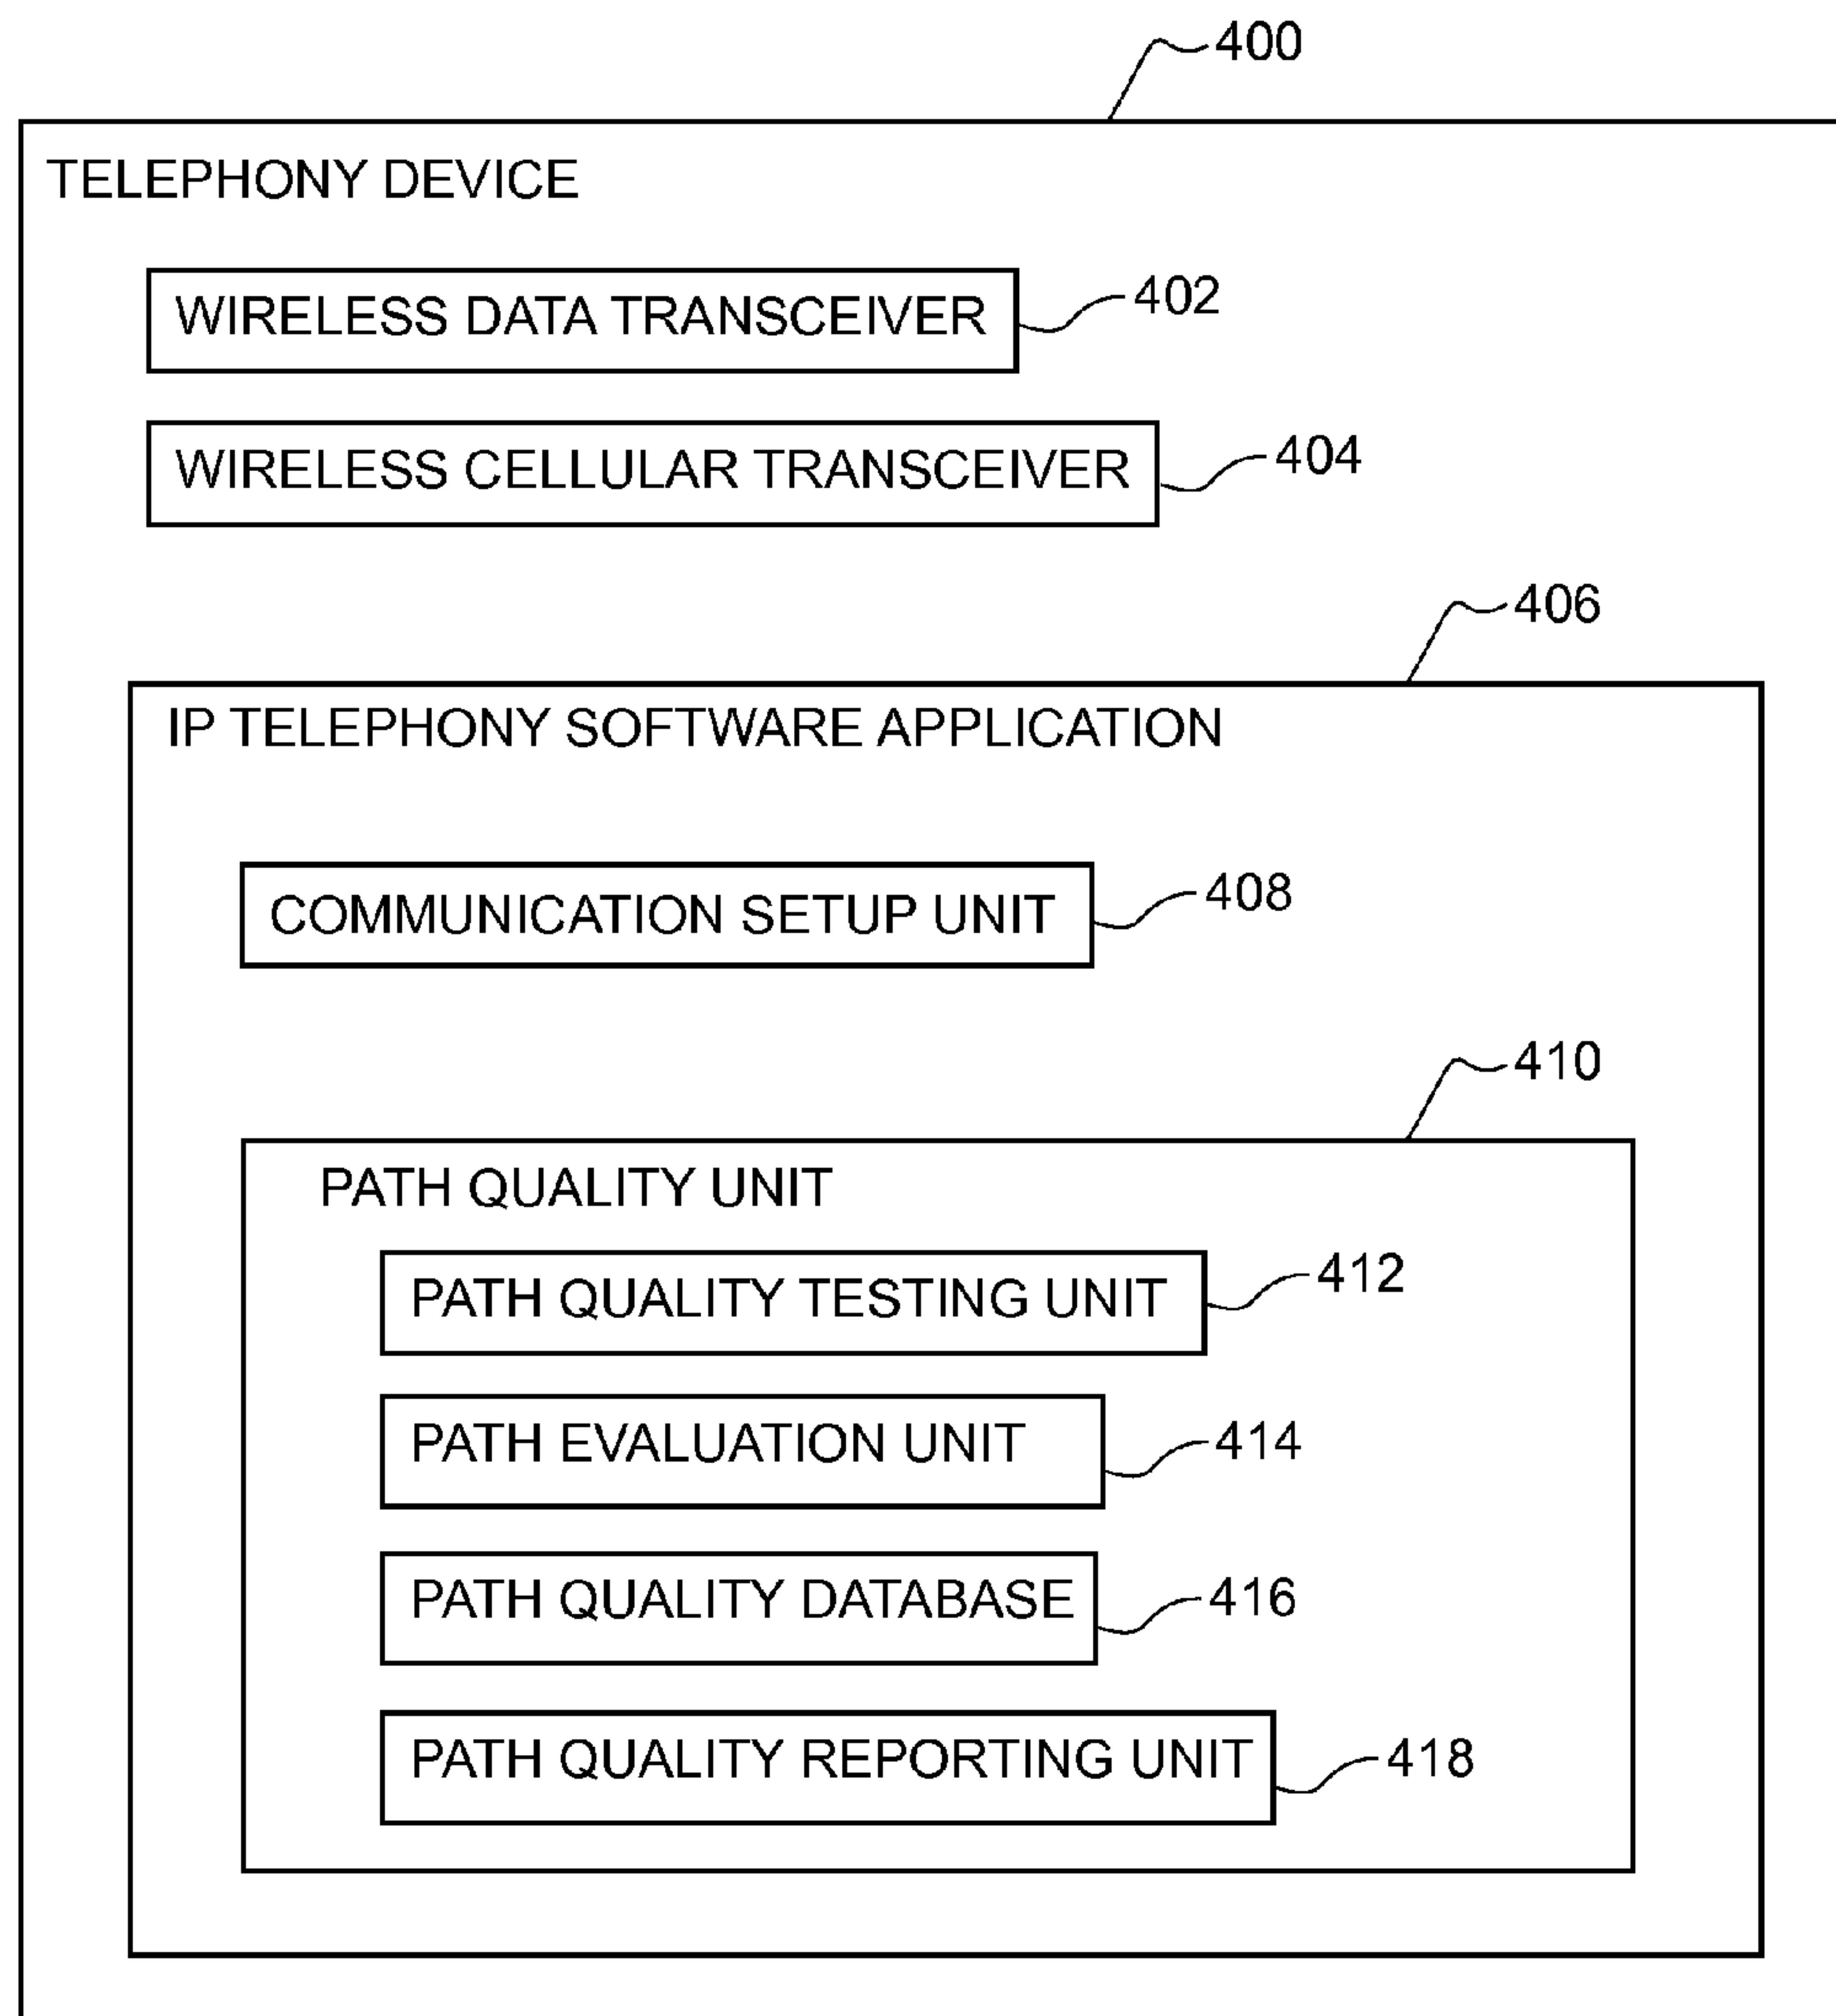 400
TELEPHONY DEVICE
WIRELESS DATA TRANSCEIVER
402
WIRELESS CELLULAR TRANSCEIVER
404
406
IP TELEPHONY SOFTWARE APPLICATION
COMMUNICATION SETUP UNIT
408
410
PATH QUALITY UNIT
PATH QUALITY TESTING UNIT
412
PATH EVALUATION UNIT
414
PATH QUALITY DATABASE
416
PATH QUALITY REPORTING UNIT
418